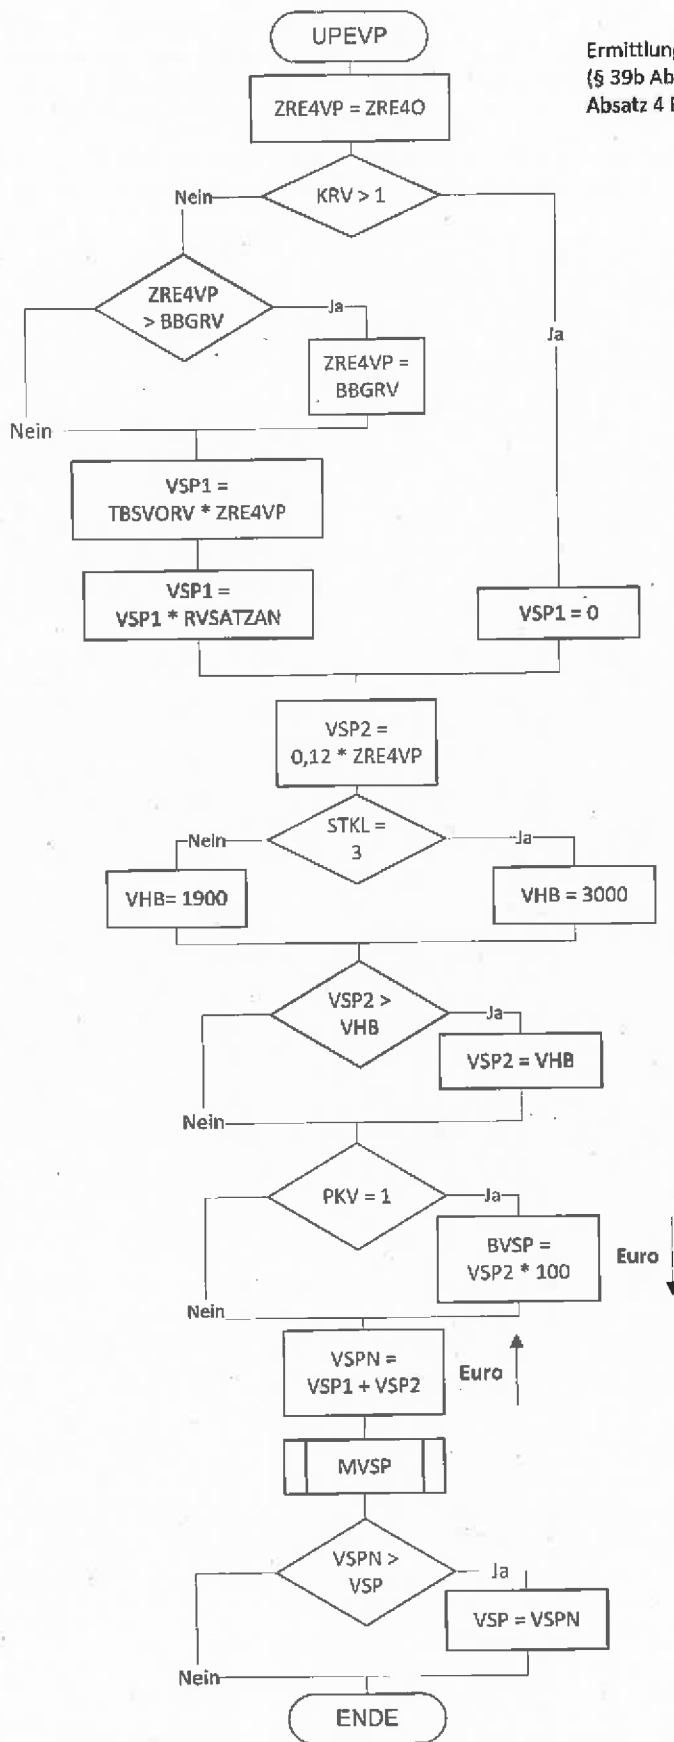 UPEVP
Ermittlung
(§ 39b Ab
Absatz 4 E
ZRE4VP = ZRE4O
KRV > 1
Nein
ZRE4VP
> BBGRV
Ja
Ja
ZRE4VP =
BBGRV
Nein
VSP1 =
TBSVORV * ZRE4VP
VSP1 =
VSP1 * RVSATZAN
VSP1 = 0
VSP2 =
0,12 * ZRE4VP
STKL =
3
Nein
Ja
VHB= 1900
VHB = 3000
VSP2 >
VHB
Ja
VSP2 = VHB
Nein
PKV = 1
Ja
BVSP =
VSP2 * 100
Euro
Nein
VSPN =
VSP1 + VSP2
Euro
MVSP
VSPN >
VSP
Ja
VSP = VSPN
Nein
ENDE